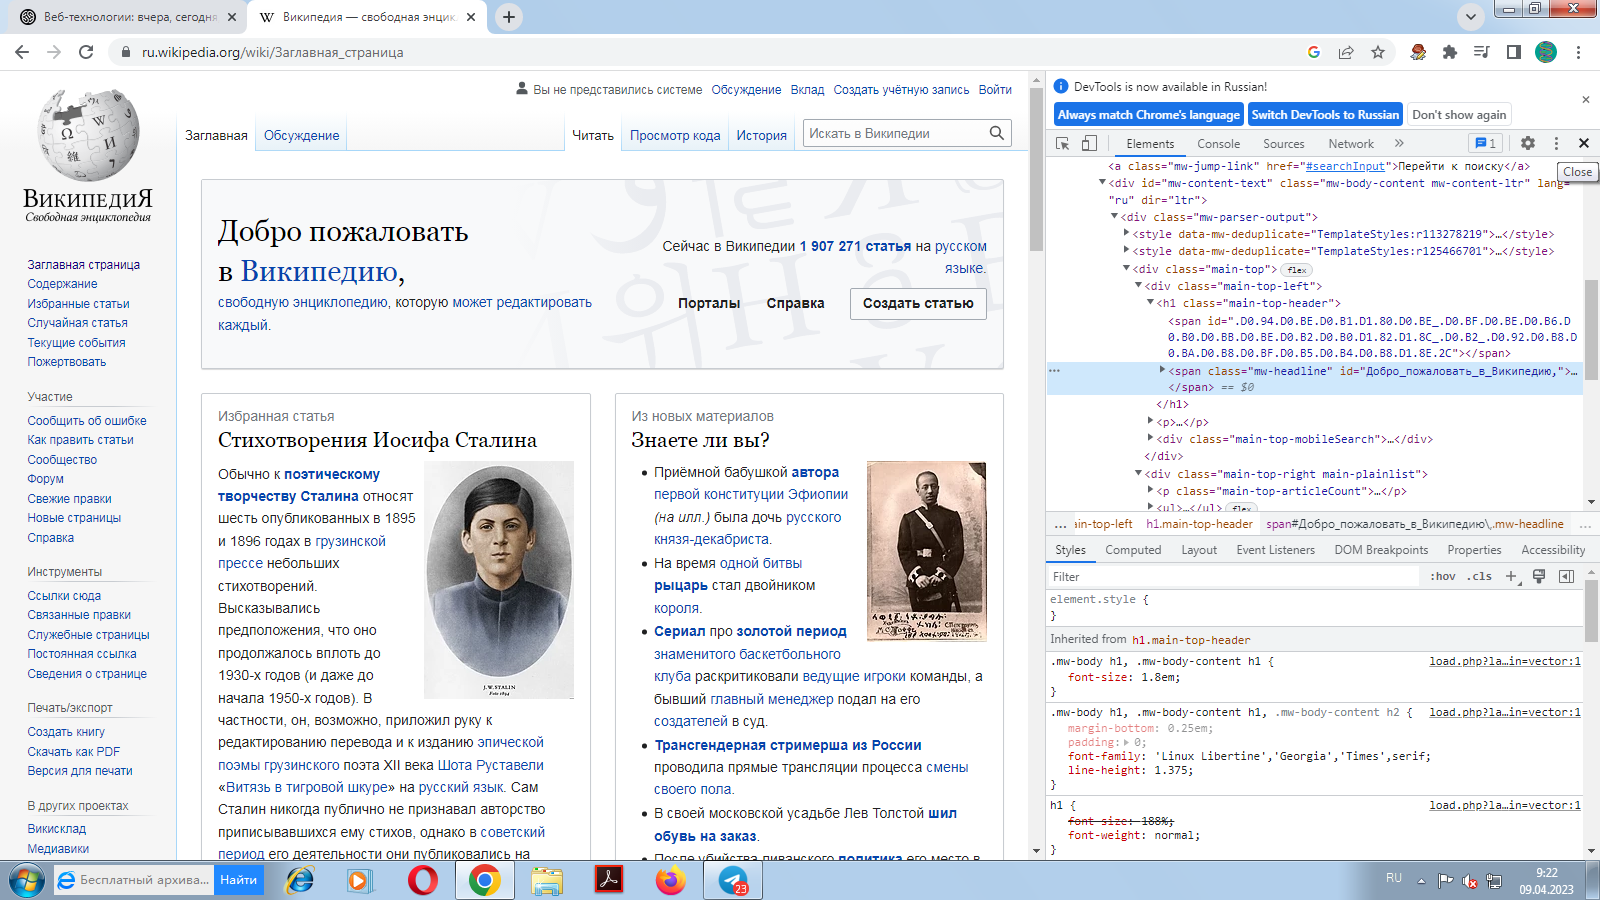 Веб-технологии: вчера, сегодня
Википедия — свободная энцик
ru.wikipedia.org/wiki/Заглавная_страница
ВИКИПЕДИЯ
Свободная энциклопедия
Заглавная страница
Содержание
Избранные статьи
Случайная статья
Текущие события
Пожертвовать
Участие
Сообщить об ошибке
Как править статьи
Сообщество
Форум
Свежие правки
Новые страницы
Справка
Инструменты
Ссылки сюда
Связанные правки
Служебные страницы
Постоянная ссылка
Сведения о странице
Печать/экспорт
Создать книгу
Скачать как PDF
Версия для печати
В других проектах
Викисклад
Медиавики
Вы не представились системе Обсуждение Вклад Создать учётную запись Войти
Заглавная Обсуждение Читать Просмотр кода История Искать в Википедии
Добро пожаловать
в Википедию,
свободную энциклопедию, которую может редактировать
каждый.
Сейчас в Википедии 1 907 271 статья на русском
языке.
Порталы Справка Создать статью
Избранная статья
Стихотворения Иосифа Сталина
Обычно к поэтическому
творчеству Сталина относят
шесть опубликованных в 1895
и 1896 годах в грузинской
прессе небольших
стихотворений.
Высказывались
предположения, что оно
продолжалось вплоть до
1930-х годов (и даже до
начала 1950-х годов). В
частности, он, возможно, приложил руку к
редактированию перевода и к изданию эпической
поэмы грузинского поэта XII века Шота Руставели
«Витязь в тигровой шкуре» на русский язык. Сам
Сталин никогда публично не признавал авторство
приписывавшихся ему стихов, однако в советский
период его деятельности они публиковались на
J.W.STALIN
Foto 1894
Из новых материалов
Знаете ли вы?
Приёмной бабушкой автора
первой конституции Эфиопии
(на илл.) была дочь русского
князя-декабриста.
На время одной битвы
рыцарь стал двойником
короля.
Сериал про золотой период
знаменитого баскетбольного
клуба раскритиковали ведущие игроки команды, а
бывший главный менеджер подал на его
создателей в суд.
Трансгендерная стримерша из России
проводила прямые трансляции процесса смены
своего пола.
В своей московской усадьбе Лев Толстой шил
обувь на заказ.
После убийства ливанского политика его место в
DevTools is now available in Russian!
Always match Chrome's language Switch DevTools to Russian Don't show again
Elements Console Sources Network » 1
Close
<a class="mw-jump-link" href="#searchInput">Перейти к поиску</a>
<div id="mw-content-text" class="mw-body-content mw-content-ltr" lang=
"ru" dir="ltr">
<div class="mw-parser-output">
<style data-mw-deduplicate="TemplateStyles:r113278219">…</style>
<style data-mw-deduplicate="TemplateStyles:r125466701">…</style>
<div class="main-top"> flex
<div class="main-top-left">
<h1 class="main-top-header">
<span id=".D0.94.D0.BE.D0.B1.D1.80.D0.BE_.D0.BF.D0.BE.D0.B6.D
0.B0.D0.BB.D0.BE.D0.B2.D0.B0.D1.82.D1.8C_.D0.B2_.D0.92.D0.B8.D
0.BA.D0.B8.D0.BF.D0.B5.D0.B4.D0.B8.D1.8E.2C"></span>
<span class="mw-headline" id="Добро_пожаловать_в_Википедию,">…
</span> == $0
</h1>
<p>…</p>
<div class="main-top-mobileSearch">…</div>
</div>
<div class="main-top-right main-plainlist">
<p class="main-top-articleCount">…</p>
<ul>…</ul> flex
… ain-top-left h1.main-top-header span#Добро_пожаловать_в_Википедию\,.mw-headline …
Styles Computed Layout Event Listeners DOM Breakpoints Properties Accessibility
Filter :hov .cls +
element.style {
}
Inherited from h1.main-top-header
.mw-body h1, .mw-body-content h1 { load.php?la…in=vector:1
font-size: 1.8em;
}
.mw-body h1, .mw-body-content h1, .mw-body-content h2 { load.php?la…in=vector:1
margin-bottom: 0.25em;
padding: 0;
font-family: 'Linux Libertine','Georgia','Times',serif;
line-height: 1.375;
}
h1 { load.php?la…in=vector:1
font-size: 188%;
font-weight: normal;
}
Бесплатный архива... Найти
23
RU
9:22
09.04.2023